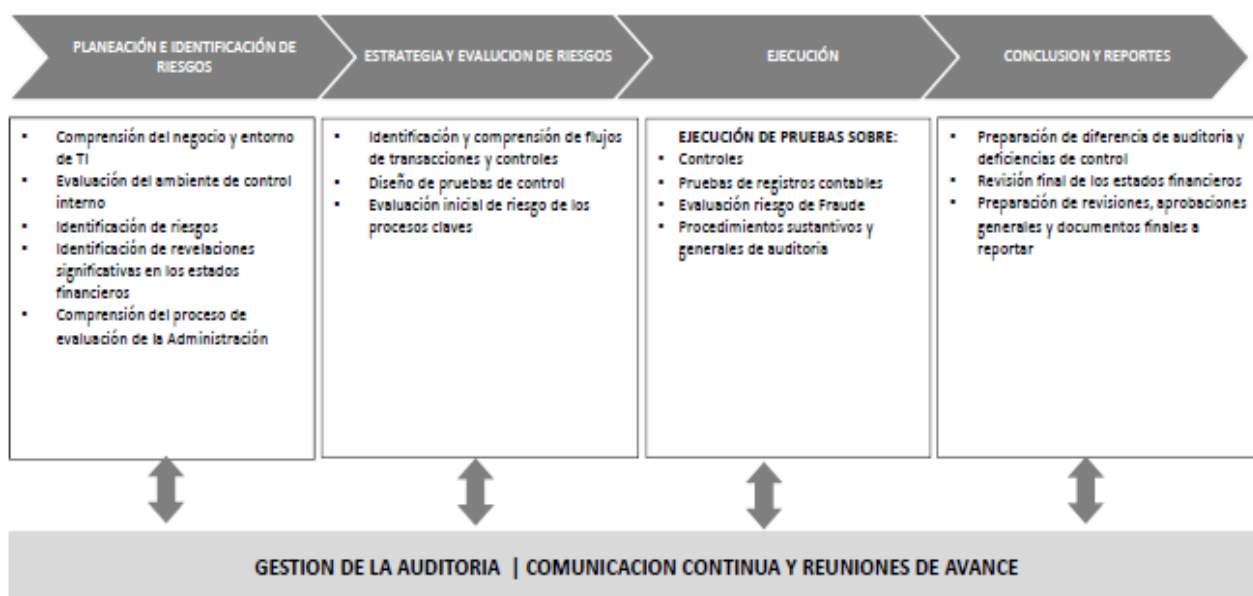 PLANEACIÓN E IDENTIFICACIÓN DE
RIESGOS
ESTRATEGIA Y EVALUCION DE RIESGOS
EJECUCIÓN
CONCLUSION Y REPORTES
▪ Comprensión del negocio y entorno
de TI
▪ Evaluación del ambiente de control
interno
▪ Identificación de riesgos
▪ Identificación de revelaciones
significativas en los estados
financieros
▪ Comprensión del proceso de
evaluación de la Administración
▪ Identificación y comprensión de flujos
de transacciones y controles
▪ Diseño de pruebas de control
▪ Evaluación inicial de riesgo de los
procesos claves
EJECUCIÓN DE PRUEBAS SOBRE:
▪ Controles
▪ Pruebas de registros contables
▪ Evaluación riesgo de Fraude
▪ Procedimientos sustantivos y
generales de auditoria
▪ Preparación de diferencia de auditoria y
deficiencias de control
▪ Revisión final de los estados financieros
▪ Preparación de revisiones, aprobaciones
generales y documentos finales a
reportar
GESTION DE LA AUDITORIA | COMUNICACION CONTINUA Y REUNIONES DE AVANCE